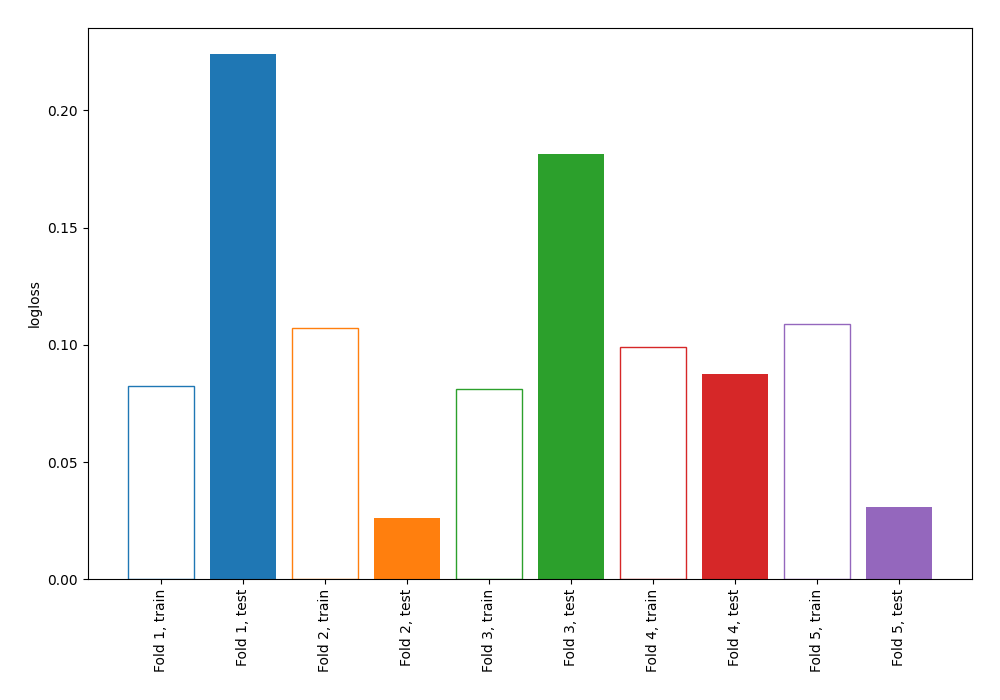 logloss
0.20
0.15
0.10
0.05
0.00
Fold 1, train
Fold 1, test
Fold 2, train
Fold 2, test
Fold 3, train
Fold 3, test
Fold 4, train
Fold 4, test
Fold 5, train
Fold 5, test